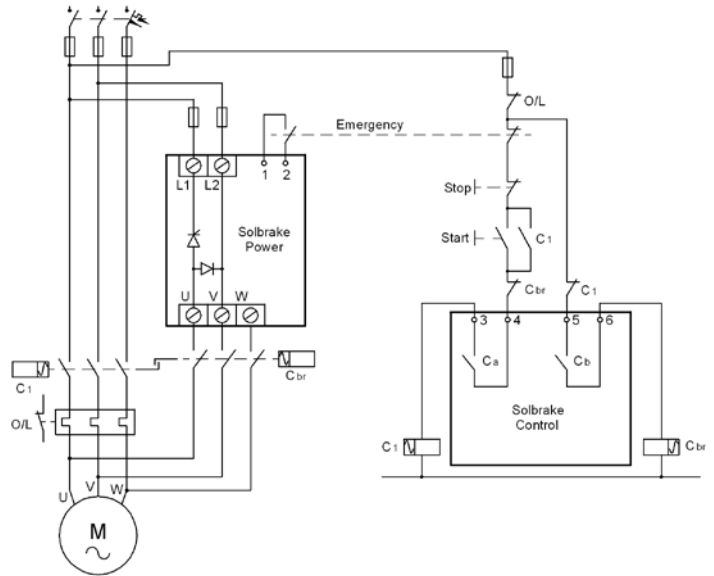 O/L
Emergency
1 2
L1 L2
Stop
Solbrake
Power
Start
C1
Cbr
C1
U V W
3 4 5 6
C1
Cbr
Ca
Cb
O/L
Solbrake
Control
C1
Cbr
U V W
M